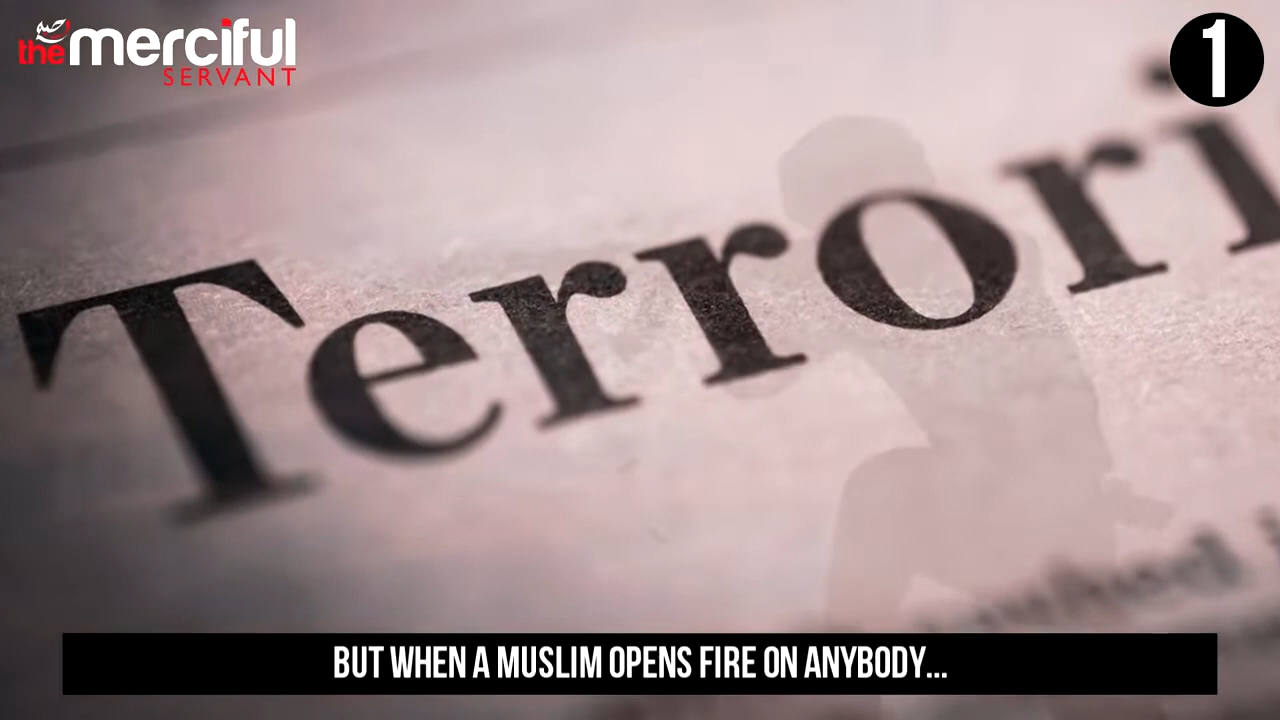 the merciful
SERVANT
1
Terrori
BUT WHEN A MUSLIM OPENS FIRE ON ANYBODY...